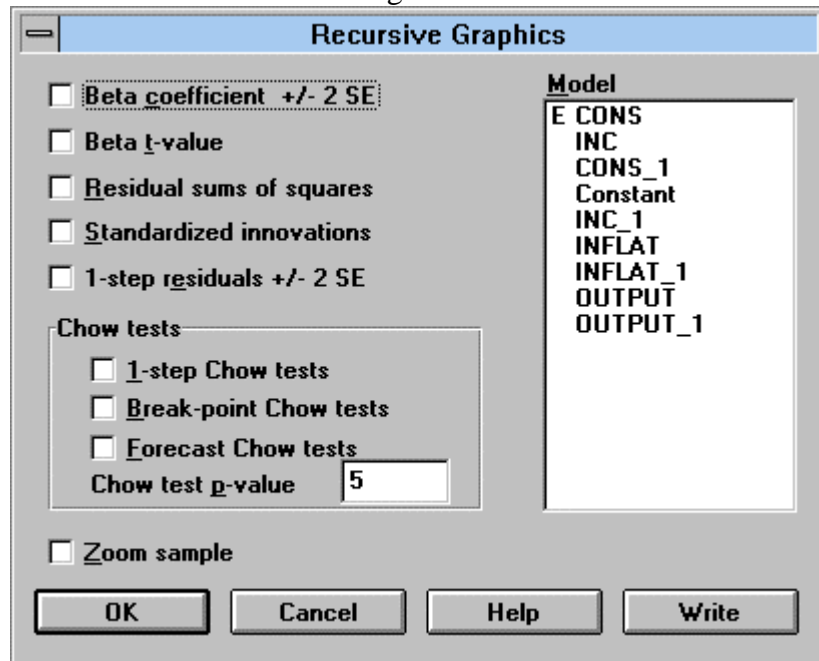 Recursive Graphics
Beta coefficient +/- 2 SE
Beta t-value
Residual sums of squares
Standardized innovations
1-step residuals +/- 2 SE
Chow tests
1-step Chow tests
Break-point Chow tests
Forecast Chow tests
Chow test p-value 5
Zoom sample
Model
E CONS
INC
CONS_1
Constant
INC_1
INFLAT
INFLAT_1
OUTPUT
OUTPUT_1
OK Cancel Help Write